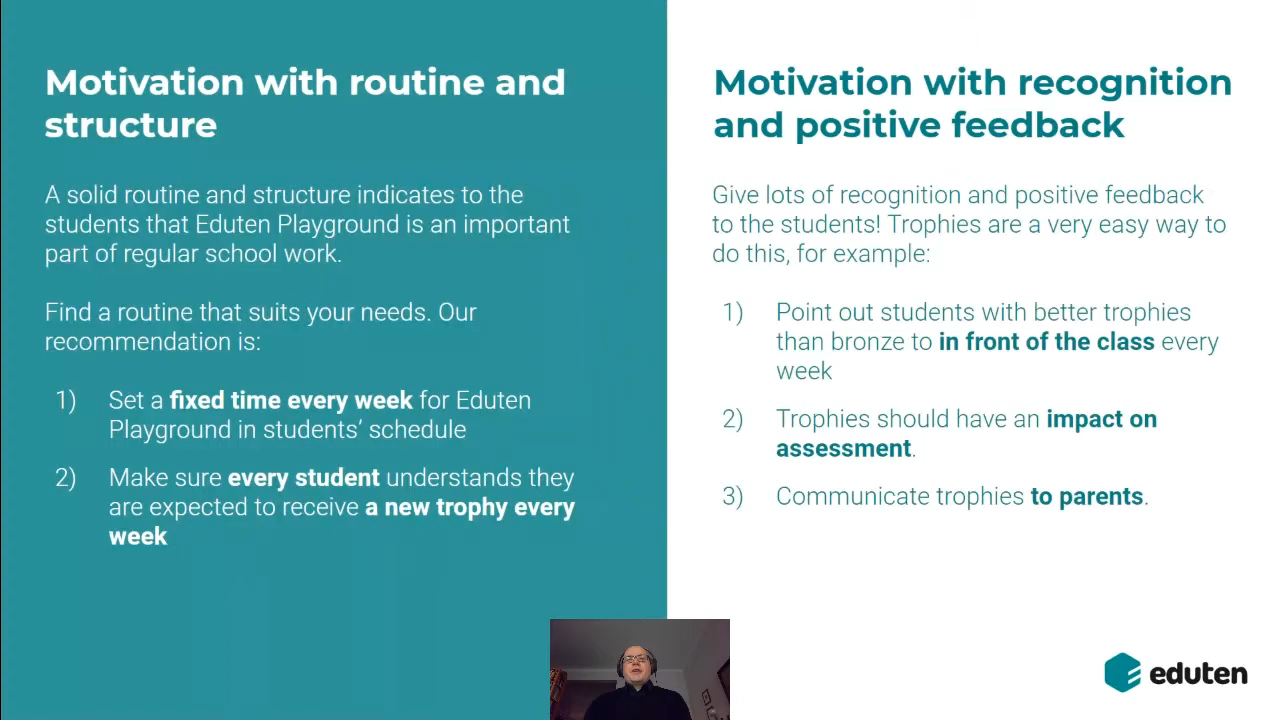 Motivation with routine and
structure
A solid routine and structure indicates to the
students that Eduten Playground is an important
part of regular school work.
Find a routine that suits your needs. Our
recommendation is:
1) Set a fixed time every week for Eduten
Playground in students’ schedule
2) Make sure every student understands they
are expected to receive a new trophy every
week
Motivation with recognition
and positive feedback
Give lots of recognition and positive feedback
to the students! Trophies are a very easy way to
do this, for example:
1) Point out students with better trophies
than bronze to in front of the class every
week
2) Trophies should have an impact on
assessment.
3) Communicate trophies to parents.
eduten